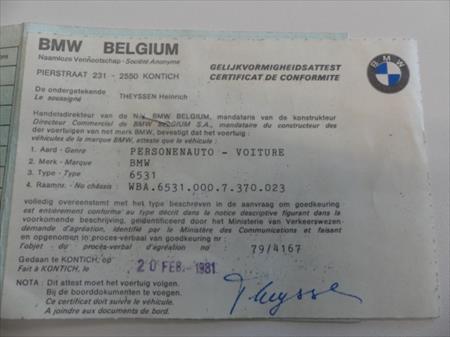 BMW BELGIUM
Naamloze Vennootschap - Société Anonyme
PIERSTRAAT 231 - 2550 KONTICH
GELIJKVORMIGHEIDSATTEST
CERTIFICAT DE CONFORMITE
BMW
De ondergetekende
Le soussigné
THEYSSEN Heinrich
Handelsdirekteur van de N.V. BMW BELGIUM, mandataris van de konstrukteur
Directeur Commercial de BMW BELGIUM S.A., mandataire du constructeur des
der voertuigen van het merk BMW, bevestigt dat het voertuig :
véhicules de la marque BMW, atteste que le véhicule :
1. Aard - Genre : PERSONENAUTO - VOITURE
2. Merk - Marque : BMW
3. Type - Type : 6531
4. Raamnr. - No châssis : WBA.6531.000.7.370.023
volledig overeenstemt met het type beschreven in de aanvraag om goedkeuring
est entièrement conforme au type décrit dans la notice descriptive figurant dans la
voorkomende beschrijving, geïdentificeerd door het Ministerie van Verkeerswezen
demande d'agréation, identifié par le Ministère des Communications et faisant
en opgenomen in proces-verbaal van goedkeuring nr :
l'objet du procès-verbal d'agréation no 79/4167
Gedaan te KONTICH, op
Fait à KONTICH, le
20 FEB. 1981
NOTA : Dit attest moet het voertuig volgen.
Bij de boorddokumenten te voegen.
Ce certificat doit suivre le véhicule.
A joindre aux documents de bord.